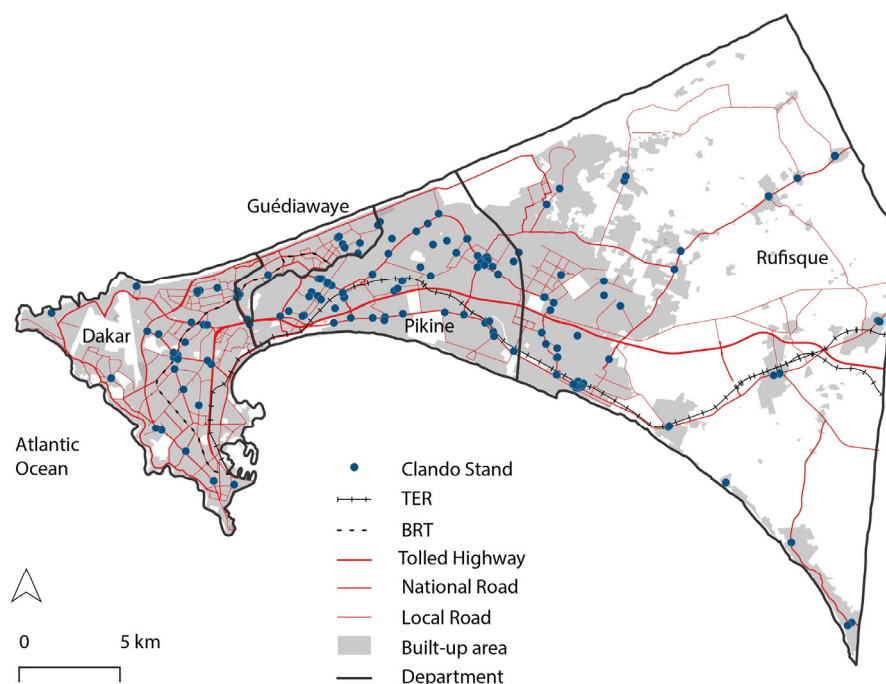 Guédiawaye
Rufisque
Dakar
Pikine
Atlantic
Ocean
Clando Stand
TER
BRT
Tolled Highway
National Road
Local Road
Built-up area
Department
0 5 km